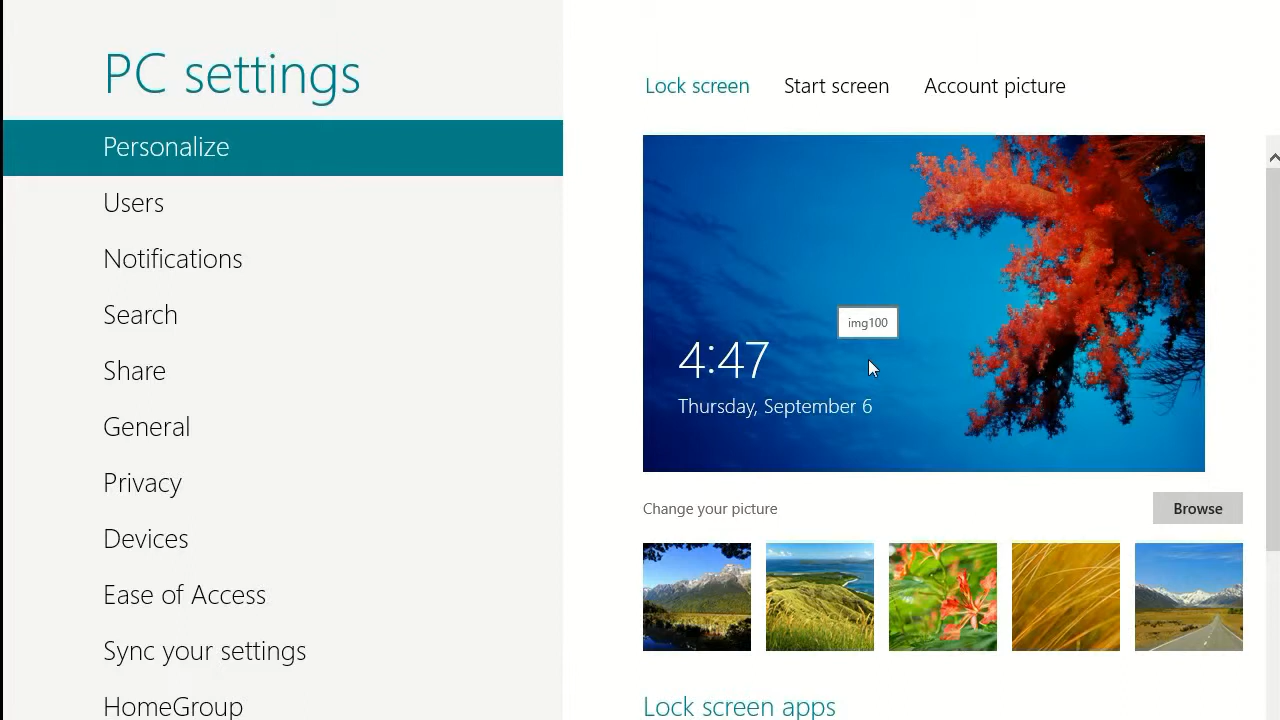 PC settings
Personalize
Users
Notifications
Search
Share
General
Privacy
Devices
Ease of Access
Sync your settings
HomeGroup
Lock screen
Start screen
Account picture
img100
4:47
Thursday, September 6
Change your picture
Browse
Lock screen apps